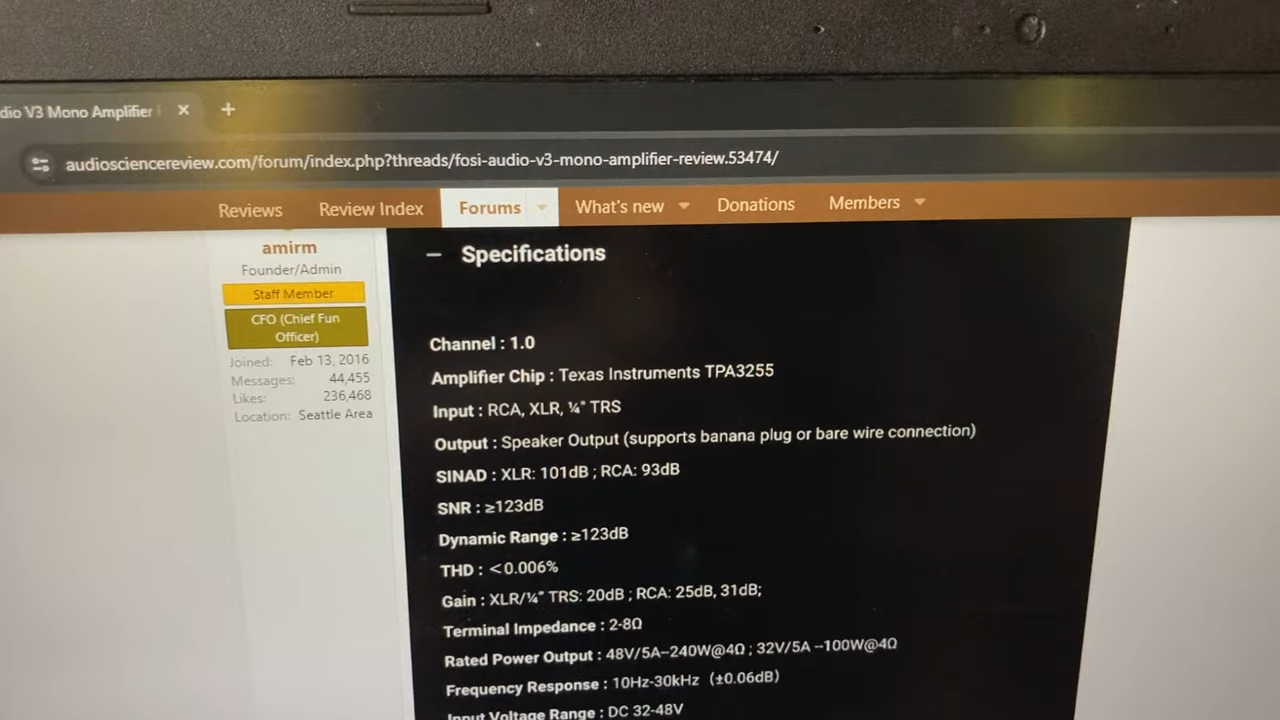 dio V3 Mono Amplifier
audiosciencereview.com/forum/index.php?threads/fosi-audio-v3-mono-amplifier-review.53474/
Reviews Review Index Forums What's new Donations Members
amirm
Founder/Admin
Staff Member
CFO (Chief Fun
Officer)
Joined: Feb 13, 2016
Messages: 44,455
Likes: 236,468
Location: Seattle Area
– Specifications
Channel : 1.0
Amplifier Chip : Texas Instruments TPA3255
Input : RCA, XLR, ¼" TRS
Output : Speaker Output (supports banana plug or bare wire connection)
SINAD : XLR: 101dB ; RCA: 93dB
SNR : ≥123dB
Dynamic Range : ≥123dB
THD : <0.006%
Gain : XLR/¼" TRS: 20dB ; RCA: 25dB, 31dB;
Terminal Impedance : 2-8Ω
Rated Power Output : 48V/5A--240W@4Ω ; 32V/5A --100W@4Ω
Frequency Response : 10Hz-30kHz (±0.06dB)
Input Voltage Range : DC 32-48V